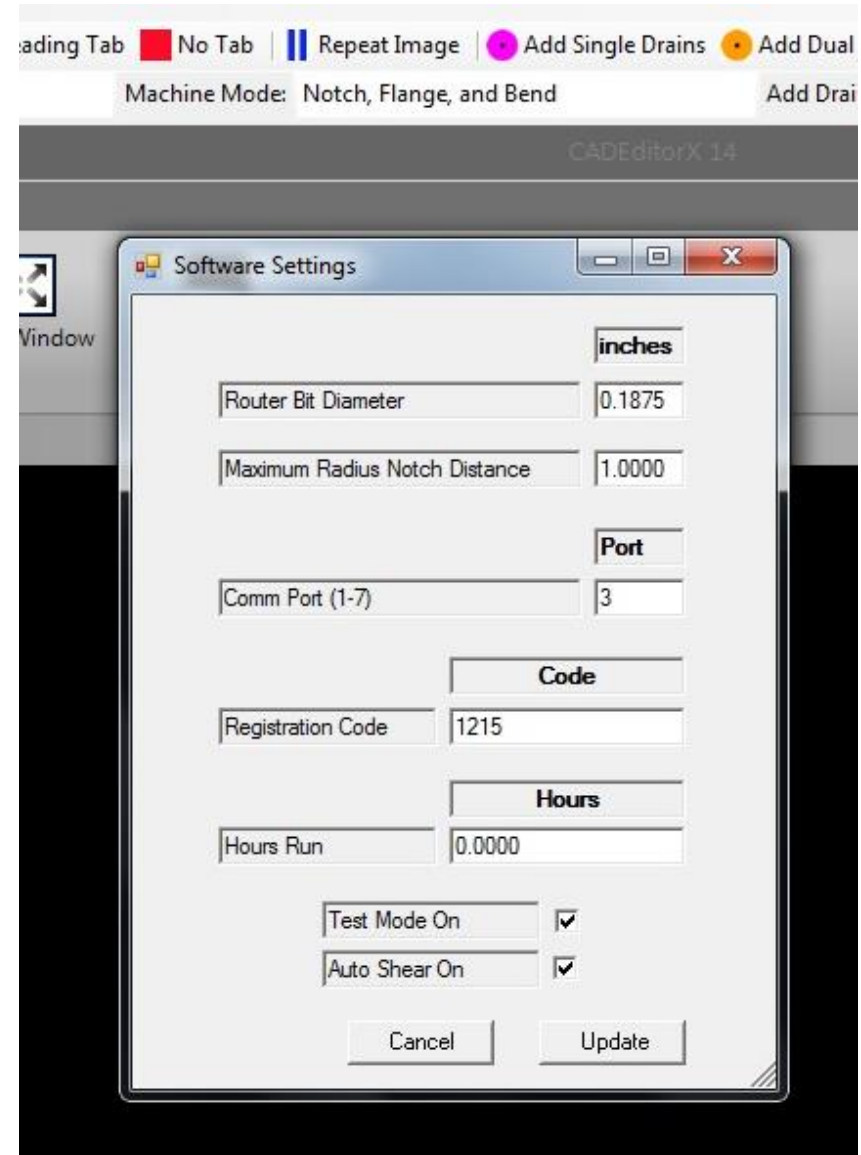 ading Tab No Tab Repeat Image Add Single Drains Add Dual
Machine Mode: Notch, Flange, and Bend Add Drai
CADEditorX 14
Software Settings
Window
inches
Router Bit Diameter 0.1875
Maximum Radius Notch Distance 1.0000
Port
Comm Port (1-7) 3
Code
Registration Code 1215
Hours
Hours Run 0.0000
Test Mode On
Auto Shear On
Cancel Update